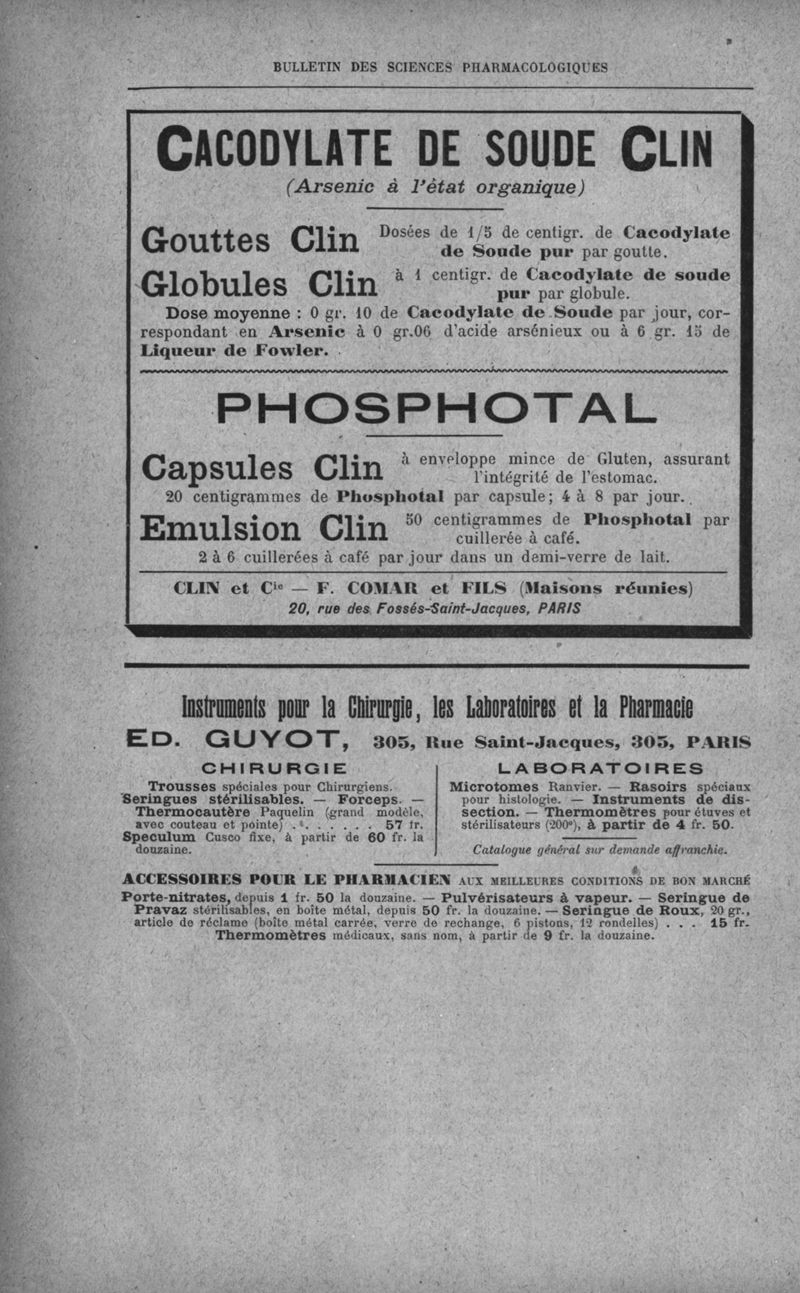 BULLETIN DES SCIENCES PHARMACOLOGIQUES
CACODYLATE DE SOUDE CLIN
(Arsenic à l'état organique)
Gouttes Clin Dosées de 1/5 de centigr. de Cacodylate
de Soude pur par goutte.
Globules Clin à 1 centigr. de Cacodylate de soude
pur par globule.
Dose moyenne : 0 gr. 10 de Cacodylate de Soude par jour, cor-
respondant en Arsenic à 0 gr.06 d'acide arsénieux ou à 6 gr. 15 de
Liqueur de Fowler.
PHOSPHOTAL
Capsules Clin à enveloppe mince de Gluten, assurant
l'intégrité de l'estomac.
20 centigrammes de Phosphotal par capsule; 4 à 8 par jour.
Emulsion Clin 50 centigrammes de Phosphotal par
cuillerée à café.
2 à 6 cuillerées à café par jour dans un demi-verre de lait.
CLIN et Cie — F. COMAR et FILS (Maisons réunies)
20, rue des Fossés-Saint-Jacques, PARIS
Instruments pour la Chirurgie, les Laboratoires et la Pharmacie
ED. GUYOT, 305, Rue Saint-Jacques, 305, PARIS
CHIRURGIE
Trousses spéciales pour Chirurgiens.
Seringues stérilisables. — Forceps. —
Thermocautère Paquelin (grand modèle,
avec couteau et pointe) . . . . . . . 57 fr.
Speculum Cusco fixe, à partir de 60 fr. la
douzaine.
LABORATOIRES
Microtomes Ranvier. — Rasoirs spéciaux
pour histologie. — Instruments de dis-
section. — Thermomètres pour étuves et
stérilisateurs (200°), à partir de 4 fr. 50.
Catalogue général sur demande affranchie.
ACCESSOIRES POUR LE PHARMACIEN AUX MEILLEURES CONDITIONS DE BON MARCHÉ
Porte-nitrates, depuis 1 fr. 50 la douzaine. — Pulvérisateurs à vapeur. — Seringue de
Pravaz stérilisables, en boîte métal, depuis 50 fr. la douzaine. — Seringue de Roux, 20 gr.,
article de réclame (boîte métal carrée, verre de rechange, 6 pistons, 12 rondelles) . . . 15 fr.
Thermomètres médicaux, sans nom, à partir de 9 fr. la douzaine.